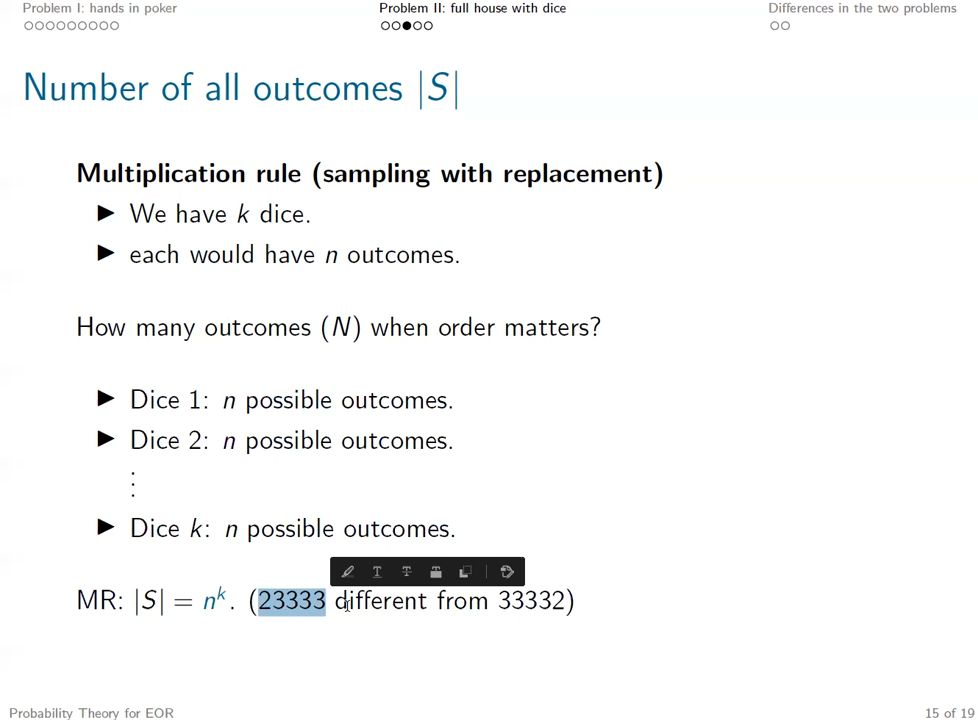 Problem I: hands in poker
Problem II: full house with dice
Differences in the two problems
Number of all outcomes |S|
Multiplication rule (sampling with replacement)
▶ We have k dice.
▶ each would have n outcomes.
How many outcomes (N) when order matters?
▶ Dice 1: n possible outcomes.
▶ Dice 2: n possible outcomes.
⋮
▶ Dice k: n possible outcomes.
MR: |S| = n^k. (23333 different from 33332)
Probability Theory for EOR
15 of 19